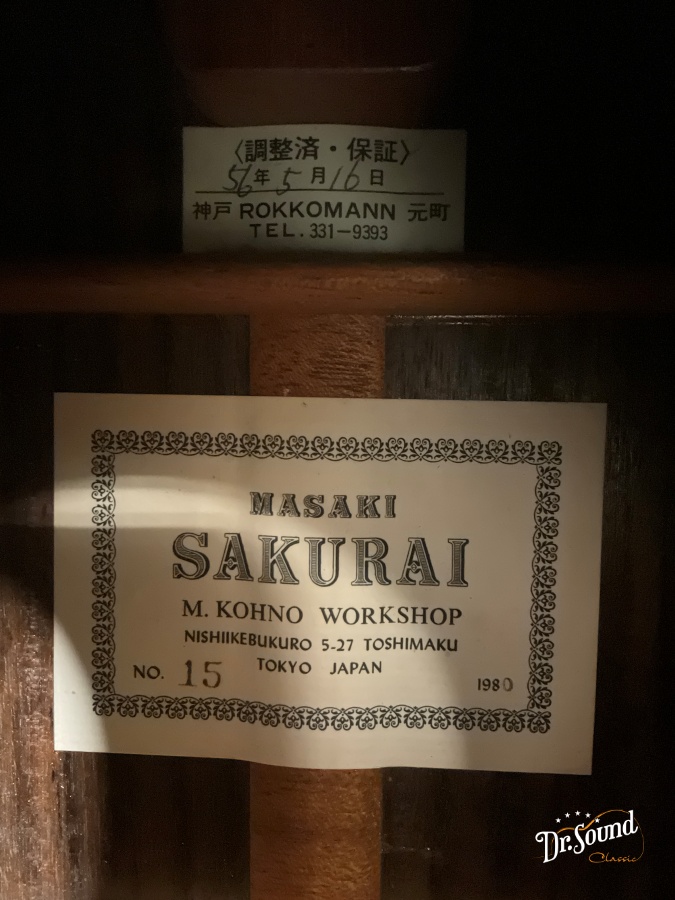 〈調整済・保証〉
56年5月16日
神戸 ROKKOMANN 元町
TEL. 331-9393
MASAKI
SAKURAI
M. KOHNO WORKSHOP
NISHIIKEBUKURO 5-27 TOSHIMAKU
TOKYO JAPAN
NO. 15
1980
Dr.Sound
Classic